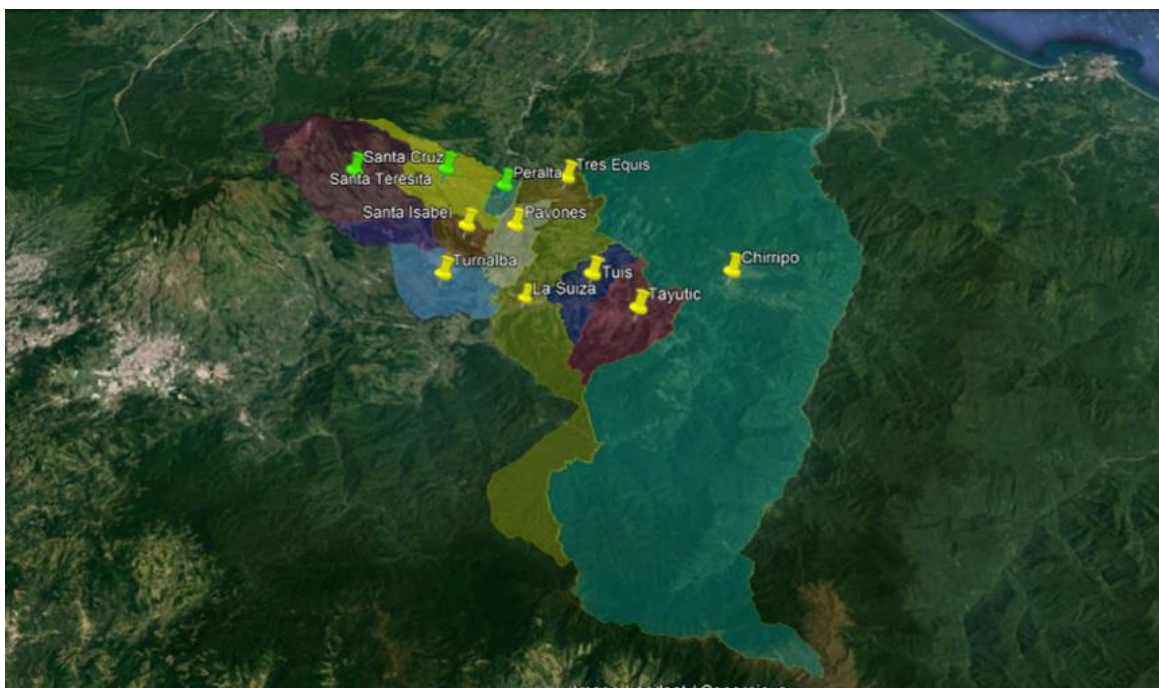 Santa Cruz
Santa Teresita
Peralta
Tres Equis
Santa Isabel
Pavones
Turrialba
Tuis
Chirripo
La Suiza
Tayutic